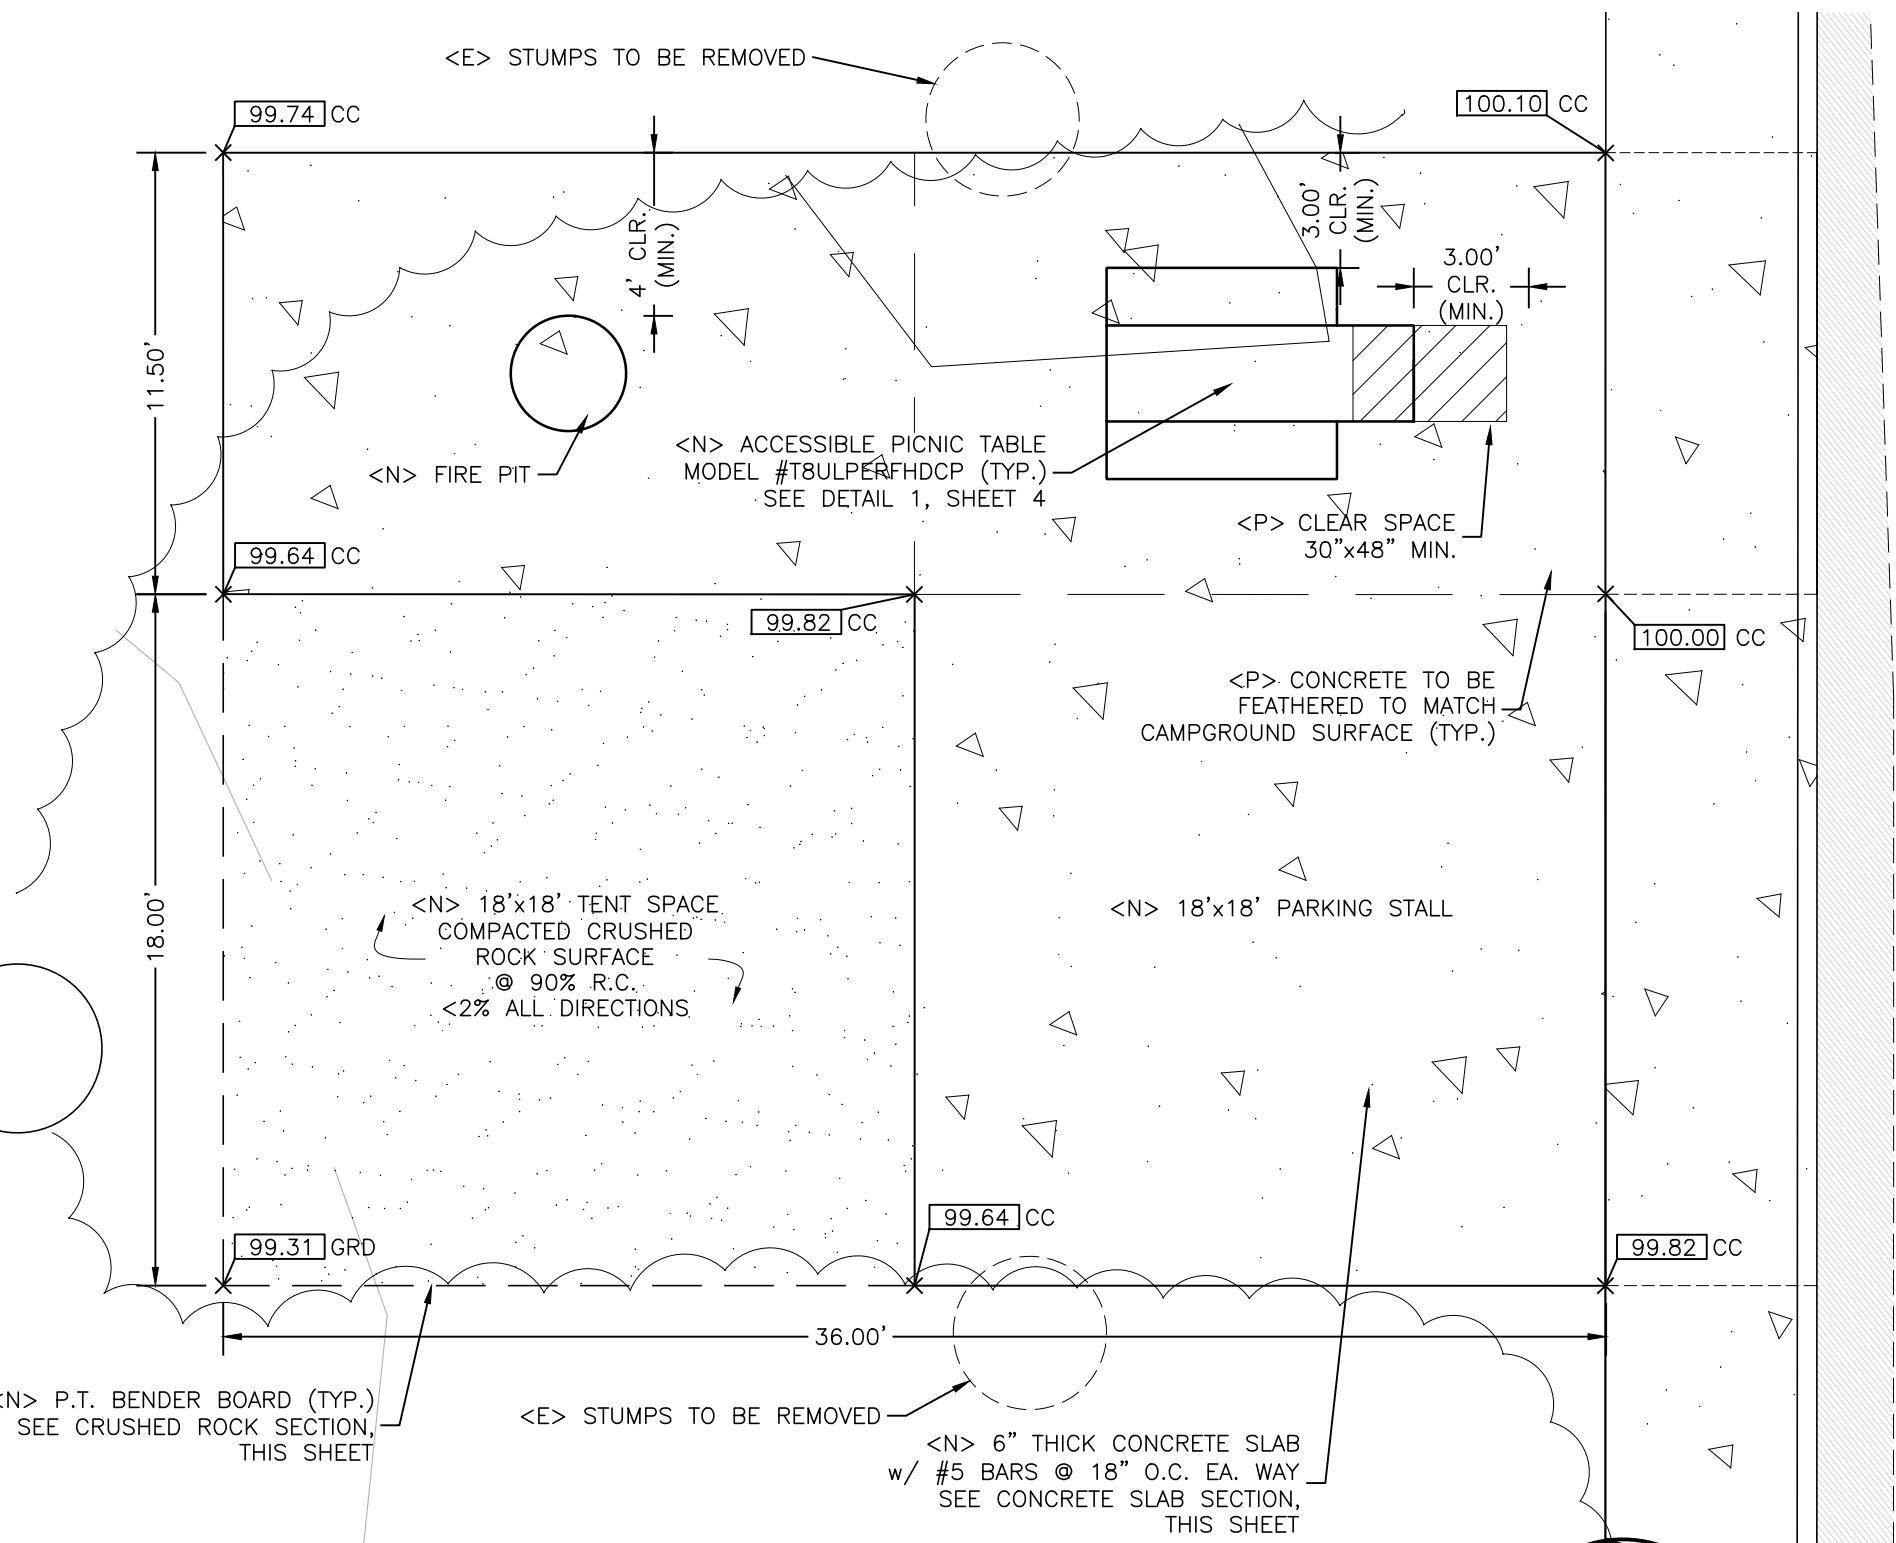 <E> STUMPS TO BE REMOVED
99.74 CC
100.10 CC
4' CLR.
(MIN.)
3.00'
CLR.
(MIN.)
3.00'
CLR.
(MIN.)
11.50'
<N> FIRE PIT
<N> ACCESSIBLE PICNIC TABLE
MODEL #T8ULPERFHDCP (TYP.)
SEE DETAIL 1, SHEET 4
<P> CLEAR SPACE
30"x48" MIN.
99.64 CC
99.82 CC
100.00 CC
<P> CONCRETE TO BE
FEATHERED TO MATCH
CAMPGROUND SURFACE (TYP.)
18.00'
<N> 18'x18' TENT SPACE
COMPACTED CRUSHED
ROCK SURFACE
@ 90% R.C.
<2% ALL DIRECTIONS
<N> 18'x18' PARKING STALL
99.31 GRD
99.64 CC
99.82 CC
36.00'
<N> P.T. BENDER BOARD (TYP.)
SEE CRUSHED ROCK SECTION,
THIS SHEET
<E> STUMPS TO BE REMOVED
<N> 6" THICK CONCRETE SLAB
w/ #5 BARS @ 18" O.C. EA. WAY
SEE CONCRETE SLAB SECTION,
THIS SHEET